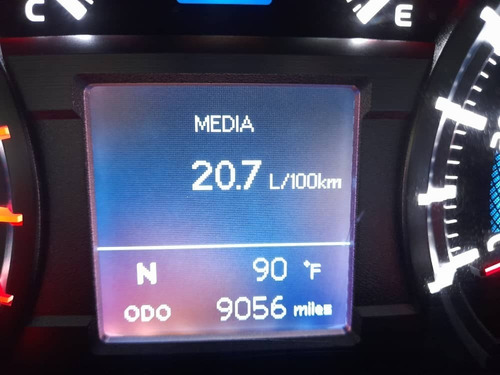 C E
MEDIA
20.7 L/100km
N 90 °F
ODO 9056 miles